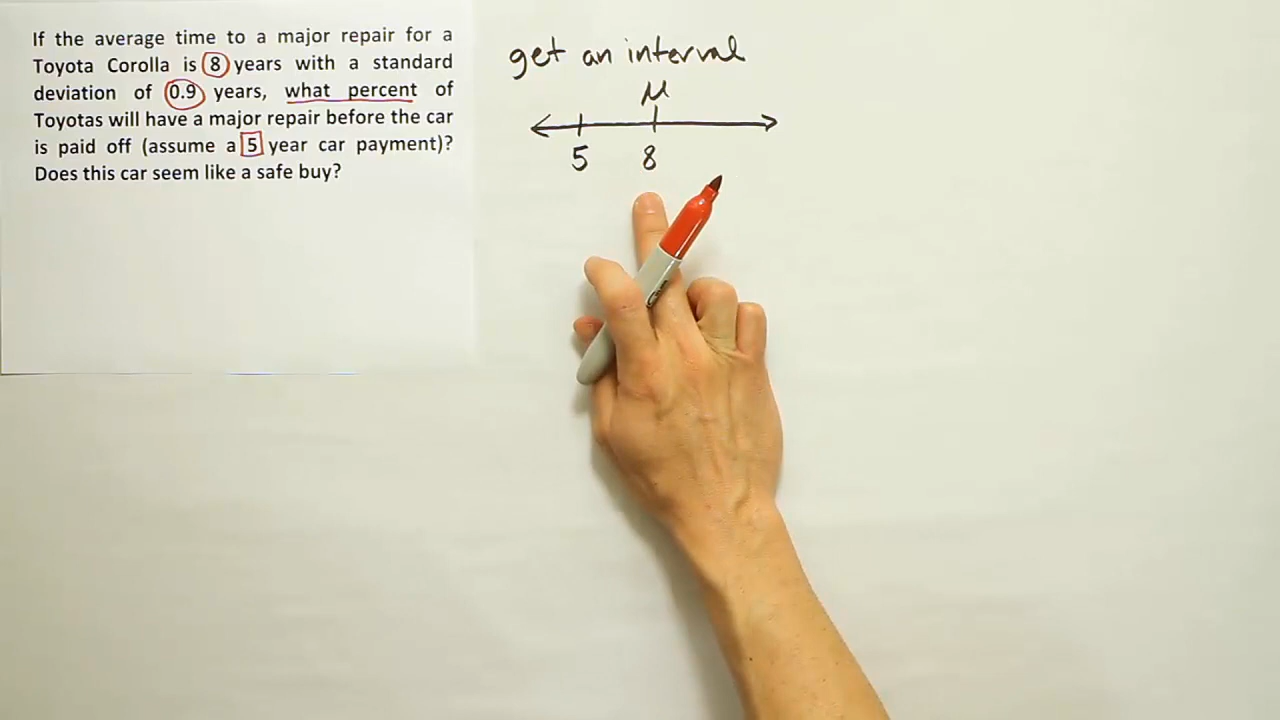 If the average time to a major repair for a
Toyota Corolla is 8 years with a standard
deviation of 0.9 years, what percent of
Toyotas will have a major repair before the car
is paid off (assume a 5 year car payment)?
Does this car seem like a safe buy?
get an interval
μ
5 8